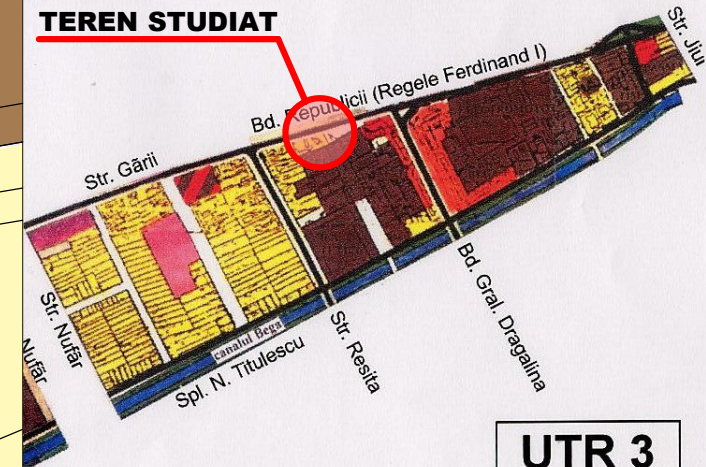 TEREN STUDIAT
Str. Jiui
Bd. Republicii (Regele Ferdinand I)
Str. Gării
Str. Nufăr
Nufăr
canalul Bega
Spl. N. Titulescu
Str. Resita
Bd. Gral. Dragalina
UTR 3